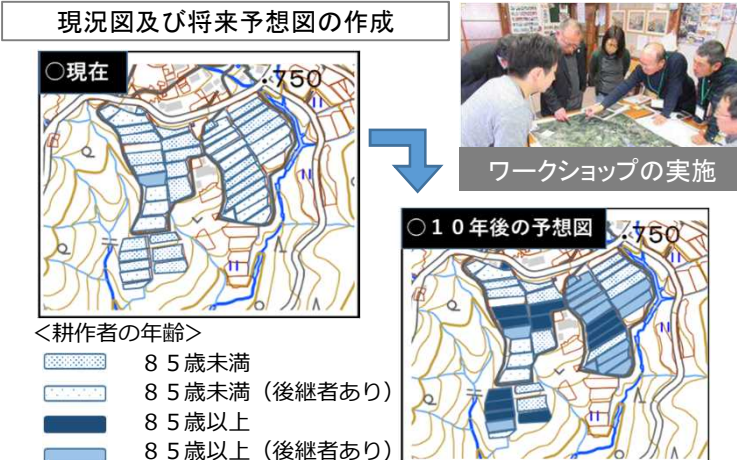 現況図及び将来予想図の作成
○現在
750
ワークショップの実施
○10年後の予想図
750
＜耕作者の年齢＞
８５歳未満
８５歳未満（後継者あり）
８５歳以上
８５歳以上（後継者あり）